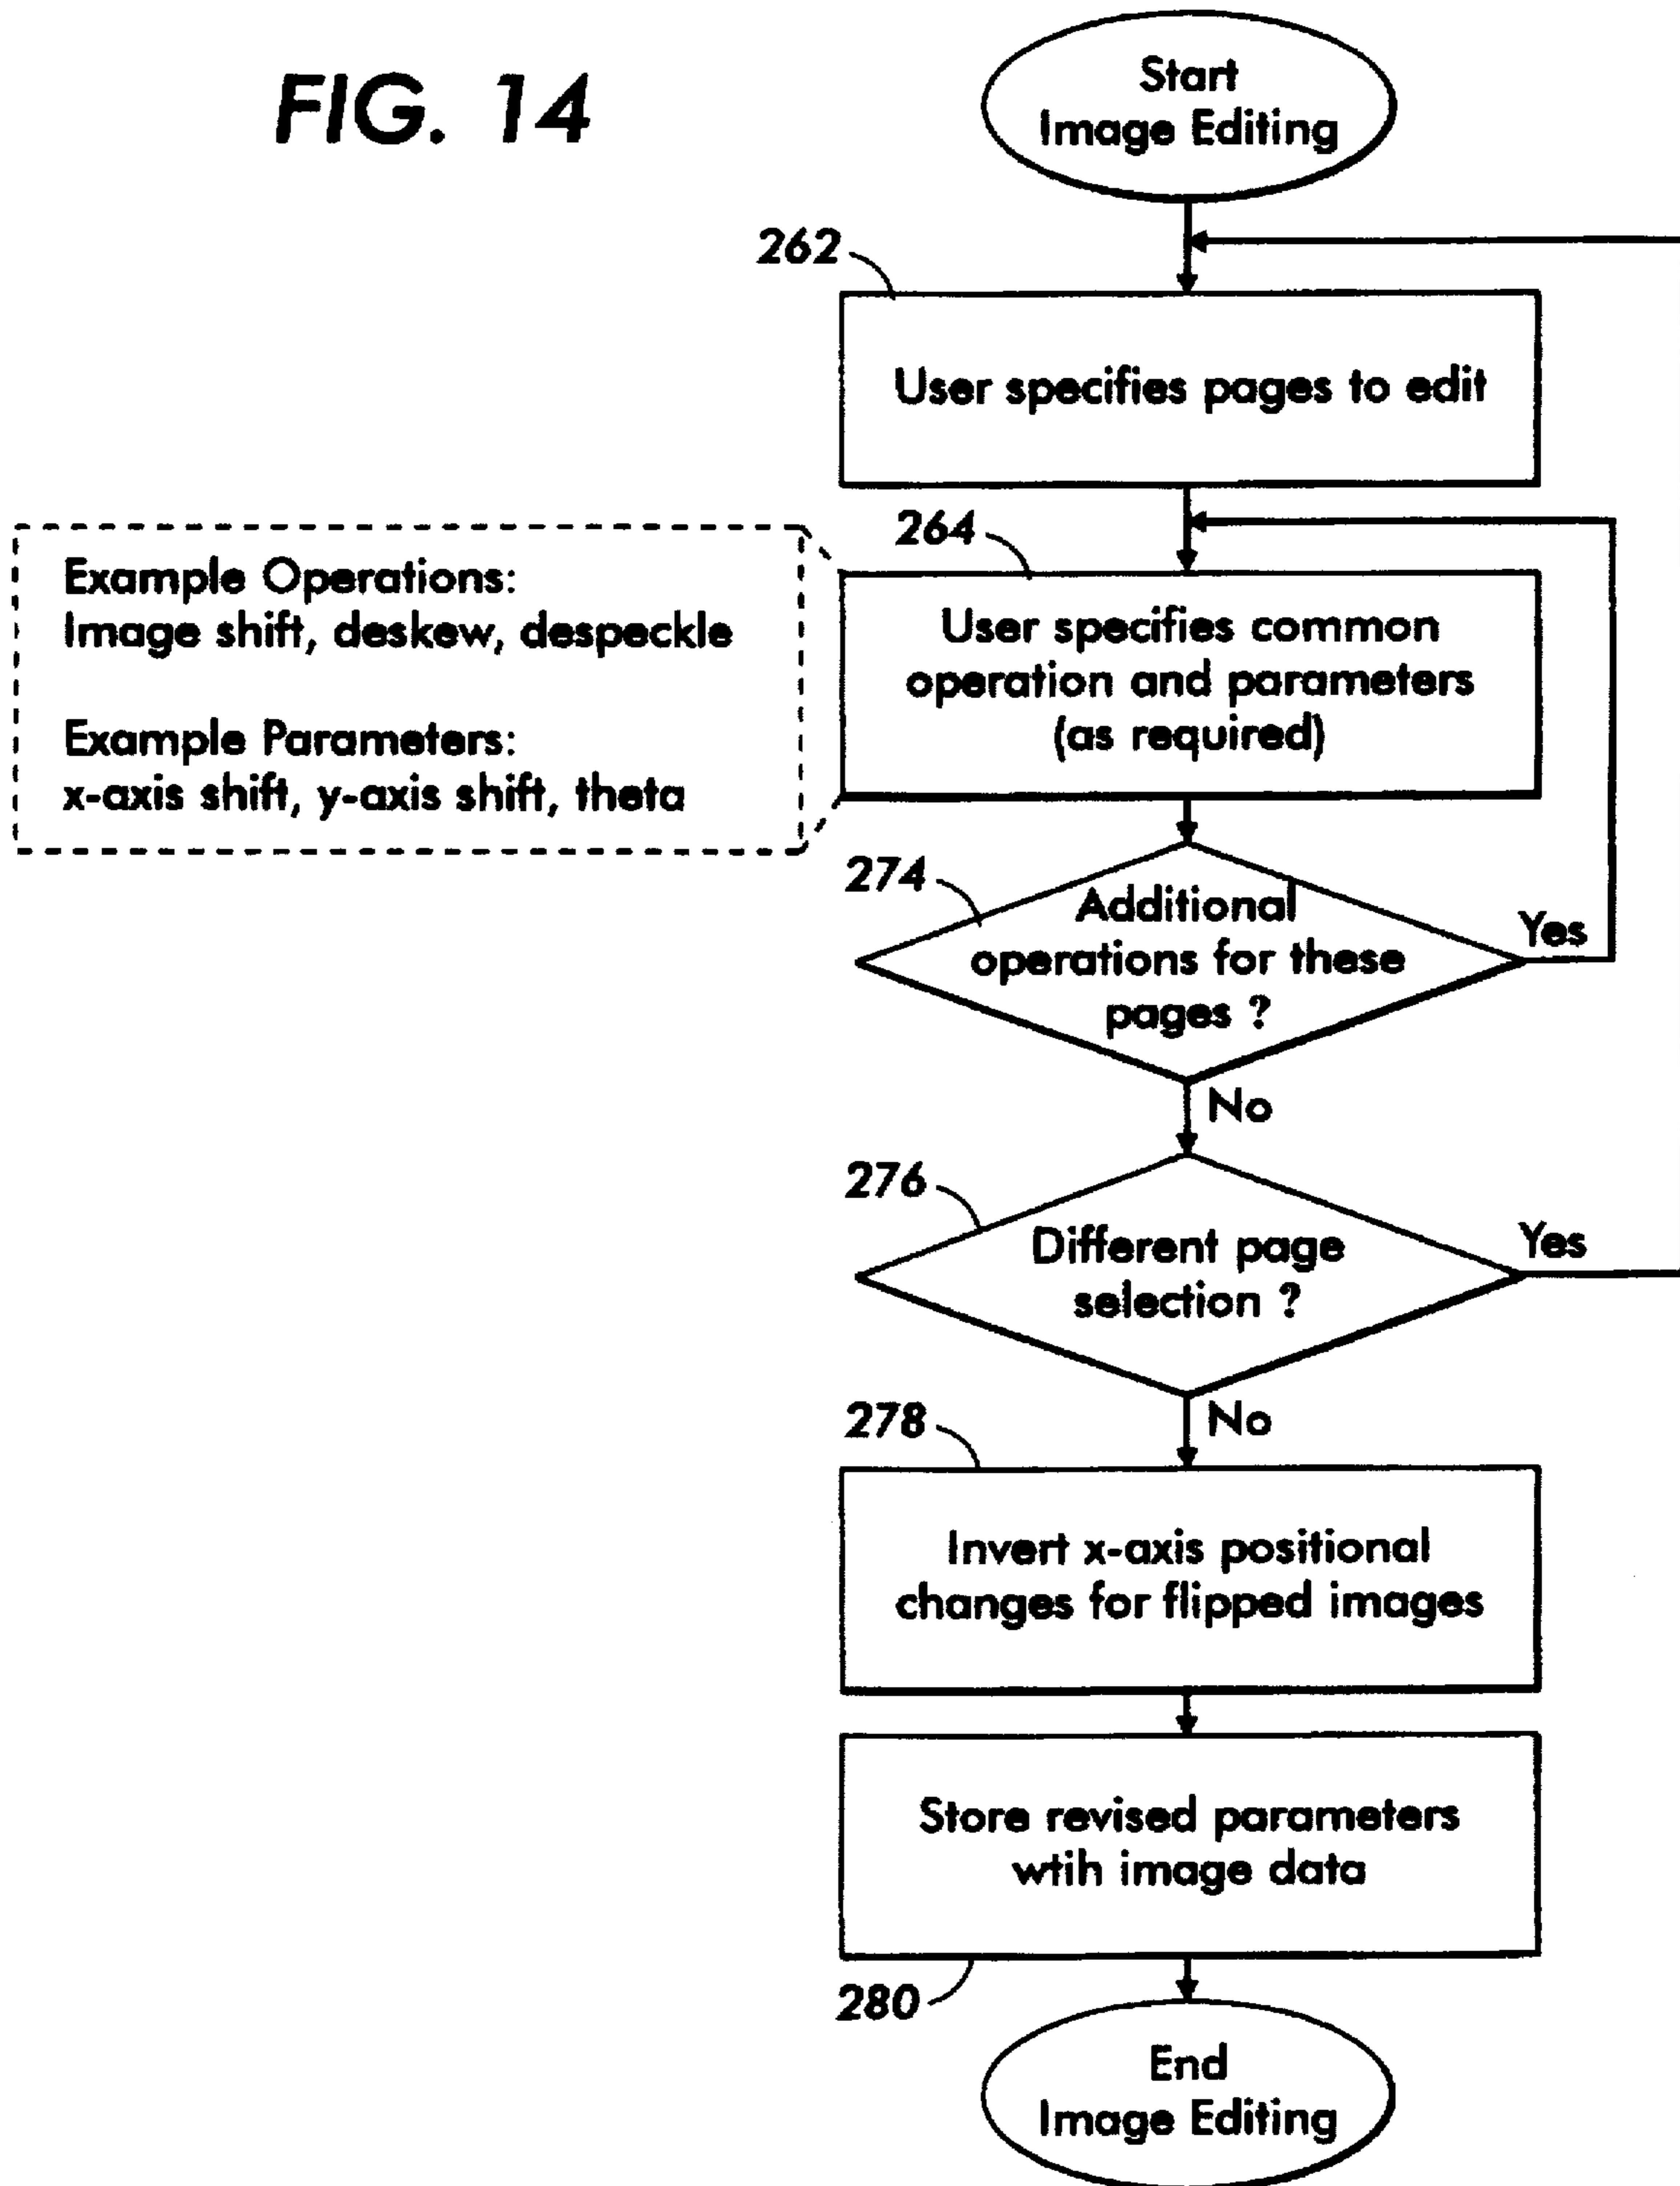 FIG. 14
Start
Image Editing
262
User specifies pages to edit
264
Example Operations:
Image shift, deskew, despeckle
Example Parameters:
x-axis shift, y-axis shift, theta
User specifies common
operation and parameters
(as required)
274
Additional
operations for these
pages ?
Yes
No
276
Different page
selection ?
Yes
No
278
Invert x-axis positional
changes for flipped images
Store revised parameters
wtih image data
280
End
Image Editing